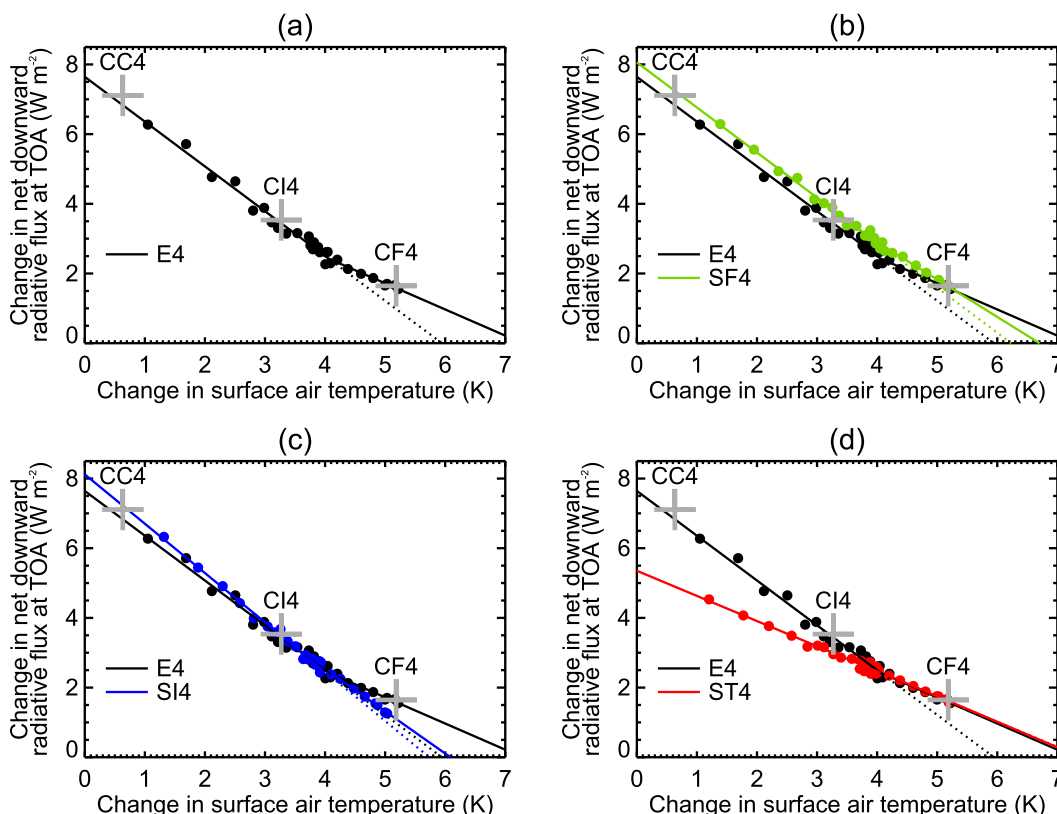 (a)
Change in net downward
radiative flux at TOA (W m⁻²)
8
6
4
2
0
CC4
CI4
CF4
E4
0 1 2 3 4 5 6 7
Change in surface air temperature (K)
(b)
Change in net downward
radiative flux at TOA (W m⁻²)
8
6
4
2
0
CC4
CI4
CF4
E4
SF4
0 1 2 3 4 5 6 7
Change in surface air temperature (K)
(c)
Change in net downward
radiative flux at TOA (W m⁻²)
8
6
4
2
0
CC4
CI4
CF4
E4
SI4
0 1 2 3 4 5 6 7
Change in surface air temperature (K)
(d)
Change in net downward
radiative flux at TOA (W m⁻²)
8
6
4
2
0
CC4
CI4
CF4
E4
ST4
0 1 2 3 4 5 6 7
Change in surface air temperature (K)